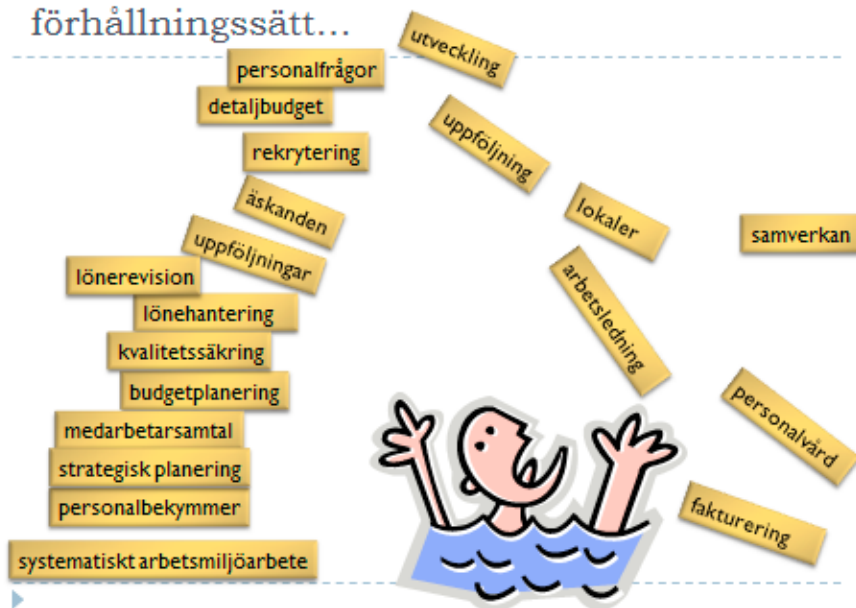 förhållningssätt...
personalfrågor
detaljbudget
rekrytering
äskanden
uppföljningar
lönerevision
lönehantering
kvalitetssäkring
budgetplanering
medarbetarsamtal
strategisk planering
personalbekymmer
systematiskt arbetsmiljöarbete
utveckling
uppföljning
lokaler
samverkan
arbetsledning
personalvård
fakturering